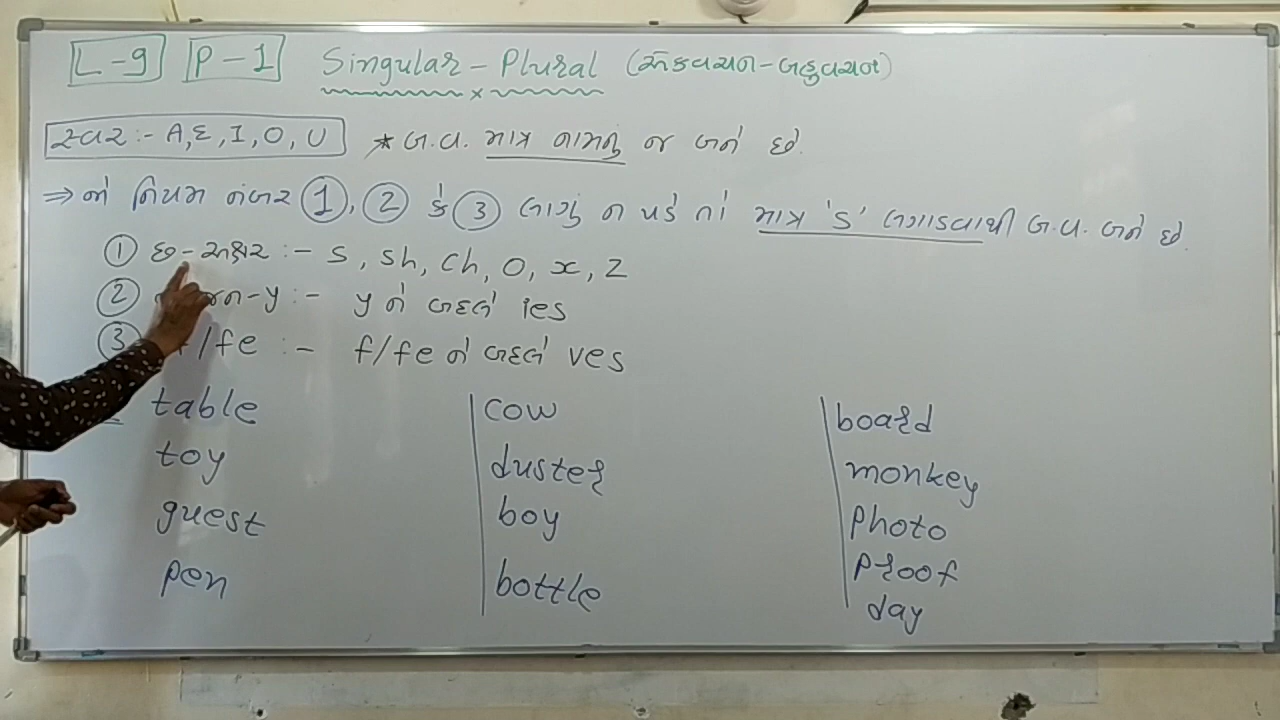 L-9 P-1 Singular - Plural (એકવચન-બહુવચન)
સ્વર :- A, E, I, O, U ★ બ.વ. માત્ર નામનું જ બને છે.
⇒ જો નિયમ નંબર ①, ② કે ③ લાગુ ન પડે તો માત્ર 'S' લગાડવાથી બ.વ. બને છે.
① છ-અક્ષર :- s, sh, ch, o, x, z
② -y :- y ને બદલે ies
③ f/fe :- f/fe ને બદલે ves
table cow board
toy duster monkey
guest boy photo
pen bottle proof
day